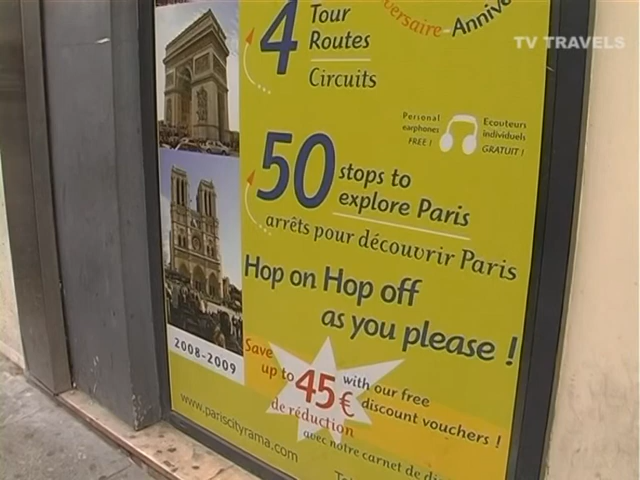 versaire-Annive
TV TRAVELS
4 Tour
Routes
Circuits
Personal
earphones
FREE !
Ecouteurs
individuels
GRATUIT !
50 stops to
explore Paris
arrêts pour découvrir Paris
Hop on Hop off
as you please !
2008-2009
Save
up to 45€ with our free
discount vouchers !
de réduction
avec notre carnet de di
www.pariscityrama.com